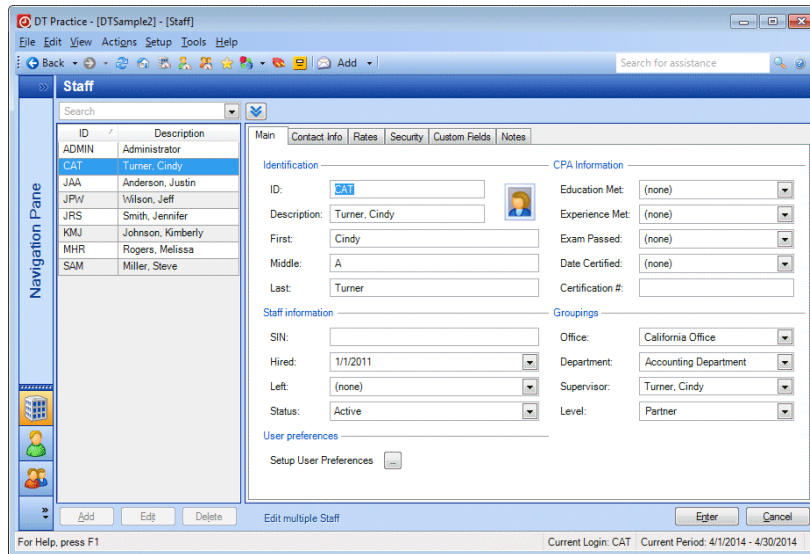 DT Practice - [DTSample2] - [Staff]
File Edit View Actions Setup Tools Help
Back Add Search for assistance
Staff
Search
ID Description
ADMIN Administrator
CAT Turner, Cindy
JAA Anderson, Justin
JPW Wilson, Jeff
JRS Smith, Jennifer
KMJ Johnson, Kimberly
MHR Rogers, Melissa
SAM Miller, Steve
Navigation Pane
Main Contact Info Rates Security Custom Fields Notes
Identification CPA Information
ID: CAT Education Met: (none)
Description: Turner, Cindy Experience Met: (none)
First: Cindy Exam Passed: (none)
Middle: A Date Certified: (none)
Last: Turner Certification #:
Staff information Groupings
SIN: Office: California Office
Hired: 1/1/2011 Department: Accounting Department
Left: (none) Supervisor: Turner, Cindy
Status: Active Level: Partner
User preferences
Setup User Preferences ...
Add Edit Delete Edit multiple Staff Enter Cancel
For Help, press F1 Current Login: CAT Current Period: 4/1/2014 - 4/30/2014